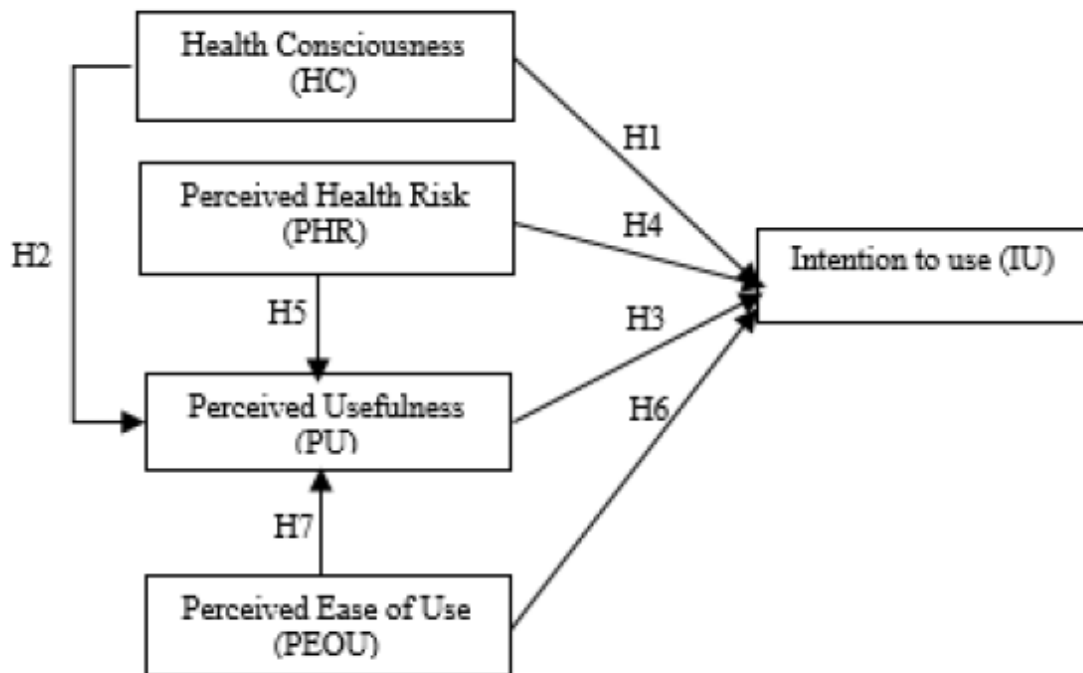 Health Consciousness
(HC)
H1
Perceived Health Risk
(PHR)
H4
H2
Intention to use (IU)
H5
H3
Perceived Usefulness
(PU)
H6
H7
Perceived Ease of Use
(PEOU)